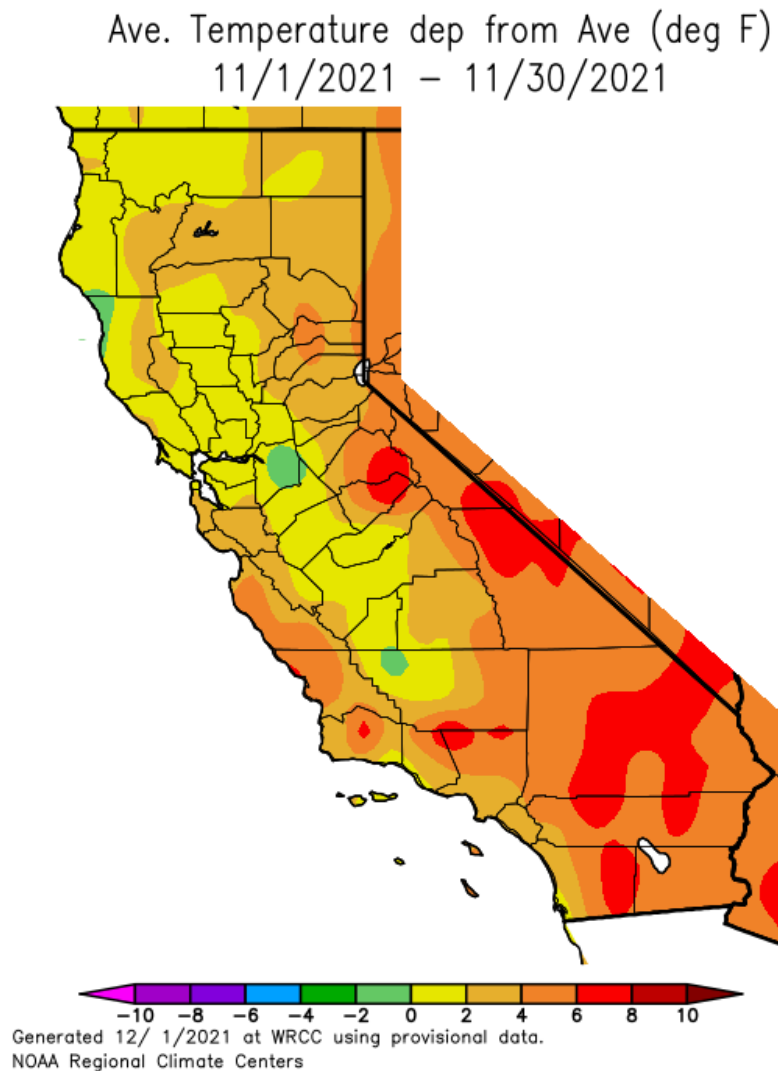 Ave. Temperature dep from Ave (deg F)
11/1/2021 – 11/30/2021
−10 −8 −6 −4 −2 0 2 4 6 8 10
Generated 12/ 1/2021 at WRCC using provisional data.
NOAA Regional Climate Centers